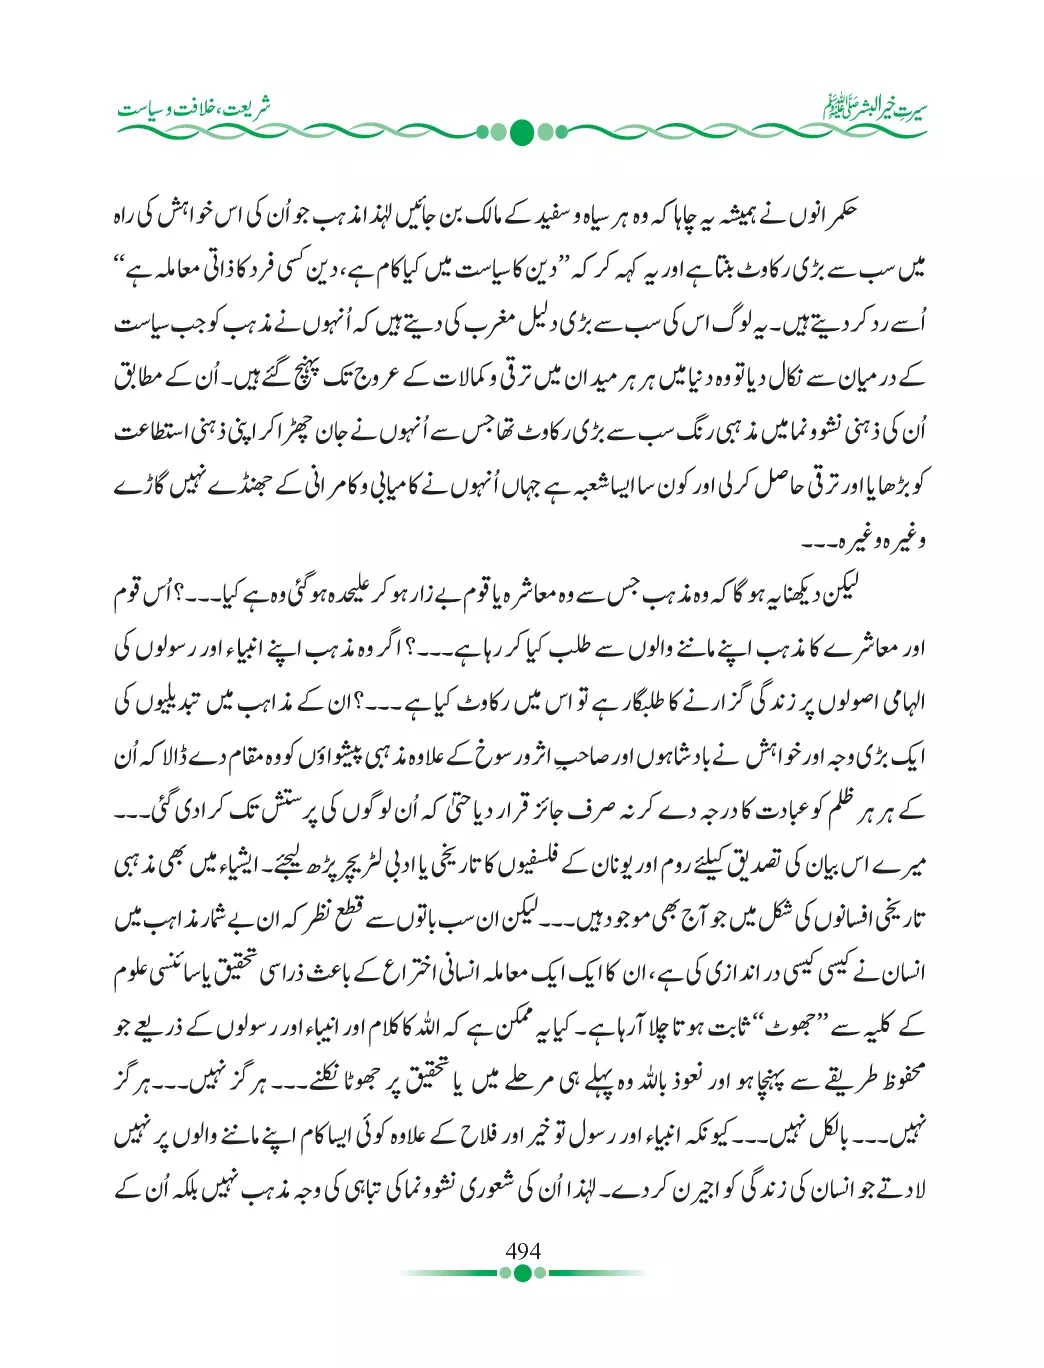 سیرتِ خیر البشر ﷺ
شریعت، خلافت و سیاست
حکمرانوں نے ہمیشہ یہ چاہا کہ وہ ہر سیاہ و سفید کے مالک بن جائیں لہٰذا مذہب جو اُن کی اس خواہش کی راہ
میں سب سے بڑی رکاوٹ بنتا ہے اور یہ کہہ کر کہ ’’دین کا سیاست میں کیا کام ہے، دین کسی فرد کا ذاتی معاملہ ہے‘‘
اُسے رد کر دیتے ہیں۔ یہ لوگ اس کی سب سے بڑی دلیل مغرب کی دیتے ہیں کہ اُنہوں نے مذہب کو جب سیاست
کے درمیان سے نکال دیا تو وہ دنیا میں ہر ہر میدان میں ترقی و کمالات کے عروج تک پہنچ گئے ہیں۔ اُن کے مطابق
اُن کی ذہنی نشوونما میں مذہبی رنگ سب سے بڑی رکاوٹ تھا جس سے اُنہوں نے جان چھڑا کر اپنی ذہنی استطاعت
کو بڑھایا اور ترقی حاصل کر لی اور کون سا ایسا شعبہ ہے جہاں اُنہوں نے کامیابی و کامرانی کے جھنڈے نہیں گاڑے
وغیرہ وغیرہ۔۔۔
لیکن دیکھنا یہ ہو گا کہ وہ مذہب جس سے وہ معاشرہ یا قوم بے زار ہو کر علیحدہ ہو گئی وہ ہے کیا۔۔۔؟ اُس قوم
اور معاشرے کا مذہب اپنے ماننے والوں سے طلب کیا کر رہا ہے۔۔۔؟ اگر وہ مذہب اپنے انبیاء اور رسولوں کی
الہامی اصولوں پر زندگی گزارنے کا طلبگار ہے تو اس میں رکاوٹ کیا ہے۔۔۔؟ ان کے مذاہب میں تبدیلیوں کی
ایک بڑی وجہ اور خواہش نے بادشاہوں اور صاحبِ اثر و رسوخ کے علاوہ مذہبی پیشواؤں کو وہ مقام دے ڈالا کہ اُن
کے ہر ہر ظلم کو عبادت کا درجہ دے کر نہ صرف جائز قرار دیا حتیٰ کہ اُن لوگوں کی پرستش تک کرا دی گئی۔۔۔
میرے اس بیان کی تصدیق کیلئے روم اور یونان کے فلسفیوں کا تاریخی یا ادبی لٹریچر پڑھ لیجئے۔ ایشیاء میں بھی مذہبی
تاریخی افسانوں کی شکل میں جو آج بھی موجود ہیں۔۔۔ لیکن ان سب باتوں سے قطع نظر کہ ان بے شمار مذاہب میں
انسان نے کیسی کیسی در اندازی کی ہے، ان کا ایک ایک معاملہ انسانی اختراع کے باعث ذرا سی تحقیق یا سائنسی علوم
کے کلیہ سے ’’جھوٹ‘‘ ثابت ہوتا چلا آ رہا ہے۔ کیا یہ ممکن ہے کہ اللہ کا کلام اور انبیاء اور رسولوں کے ذریعے جو
محفوظ طریقے سے پہنچا ہو اور نعوذ باللہ وہ پہلے ہی مرحلے میں یا تحقیق پر جھوٹا نکلنے۔۔۔ ہر گز نہیں۔۔۔ہر گز
نہیں۔۔۔ بالکل نہیں۔۔۔ کیونکہ انبیاء اور رسول تو خیر اور فلاح کے علاوہ کوئی ایسا کام اپنے ماننے والوں پر نہیں
لادتے جو انسان کی زندگی کو اجیرن کر دے۔ لہٰذا اُن کی شعوری نشوونما کی تباہی کی وجہ مذہب نہیں بلکہ اُن کے
494